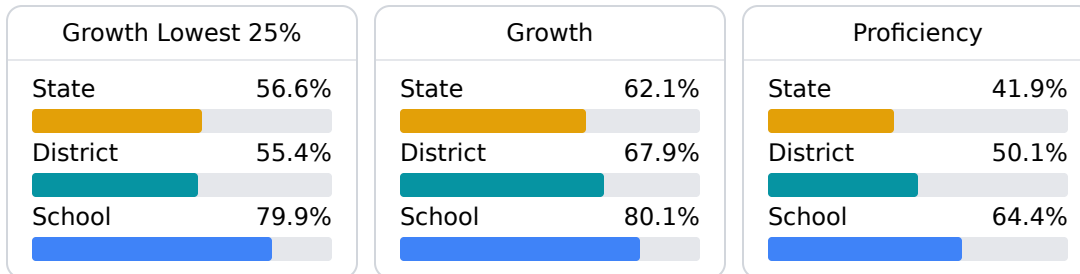 Growth Lowest 25%
State 56.6%
District 55.4%
School 79.9%
Growth
State 62.1%
District 67.9%
School 80.1%
Proficiency
State 41.9%
District 50.1%
School 64.4%